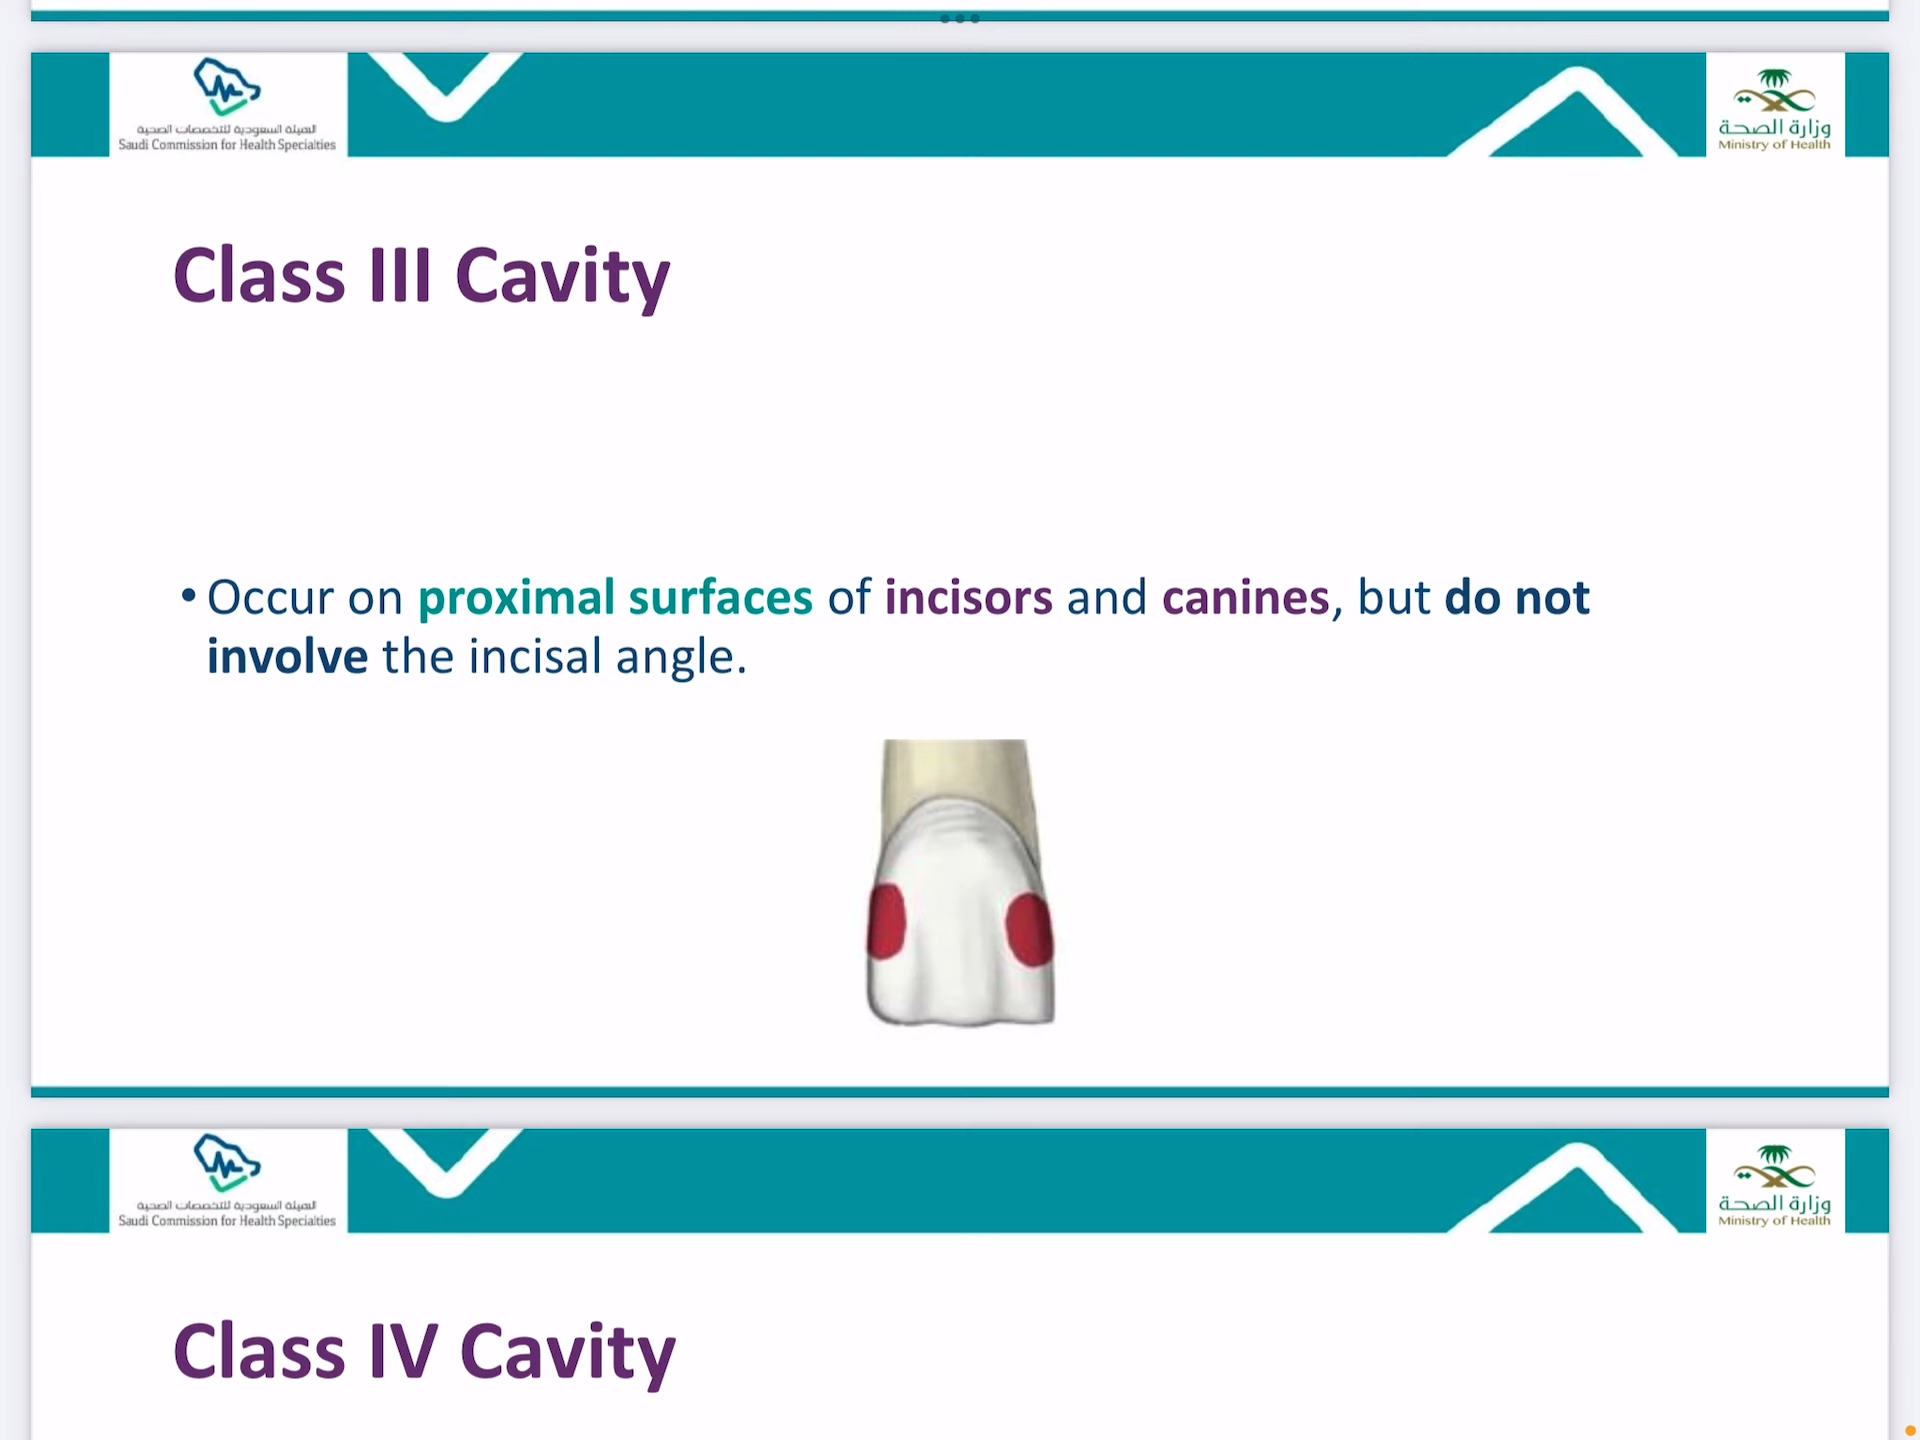 الهيئة السعودية للتخصصات الصحية
Saudi Commission for Health Specialties
وزارة الصحة
Ministry of Health
Class III Cavity
• Occur on proximal surfaces of incisors and canines, but do not
involve the incisal angle.
الهيئة السعودية للتخصصات الصحية
Saudi Commission for Health Specialties
وزارة الصحة
Ministry of Health
Class IV Cavity